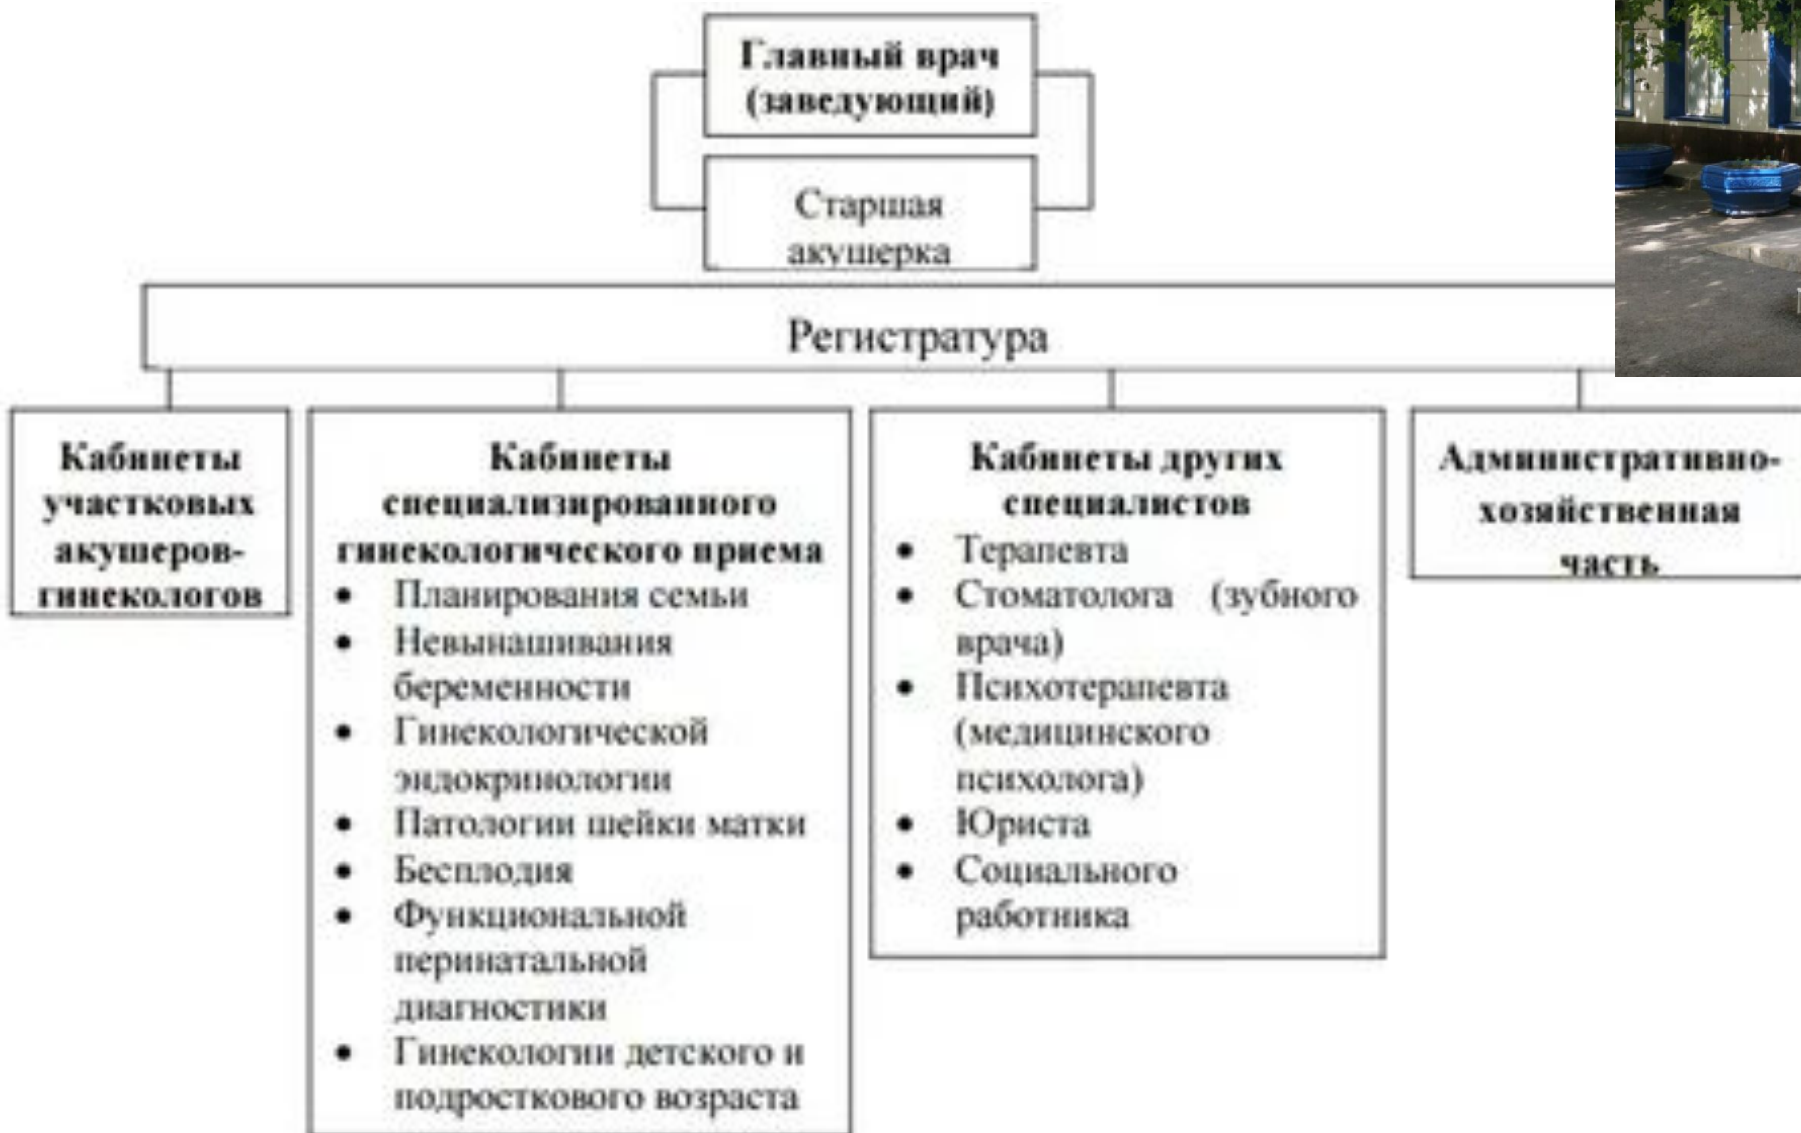 Главный врач
(заведующий)
Старшая
акушерка
Регистратура
Кабинеты
участковых
акушеров-
гинекологов
Кабинеты
специализированного
гинекологического приема
• Планирования семьи
• Невынашивания
беременности
• Гинекологической
эндокринологии
• Патологии шейки матки
• Бесплодия
• Функциональной
перинатальной
диагностики
• Гинекологии детского и
подросткового возраста
Кабинеты других
специалистов
• Терапевта
• Стоматолога (зубного
врача)
• Психотерапевта
(медицинского
психолога)
• Юриста
• Социального
работника
Административно-
хозяйственная
часть